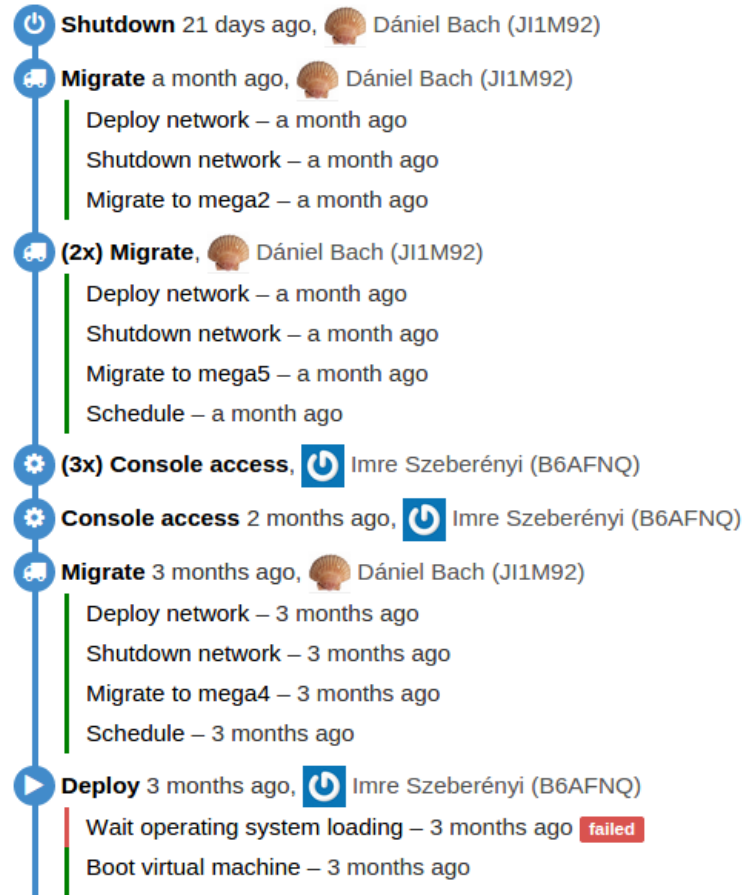 Shutdown 21 days ago, Dániel Bach (JI1M92)
Migrate a month ago, Dániel Bach (JI1M92)
Deploy network – a month ago
Shutdown network – a month ago
Migrate to mega2 – a month ago
(2x) Migrate, Dániel Bach (JI1M92)
Deploy network – a month ago
Shutdown network – a month ago
Migrate to mega5 – a month ago
Schedule – a month ago
(3x) Console access, Imre Szeberényi (B6AFNQ)
Console access 2 months ago, Imre Szeberényi (B6AFNQ)
Migrate 3 months ago, Dániel Bach (JI1M92)
Deploy network – 3 months ago
Shutdown network – 3 months ago
Migrate to mega4 – 3 months ago
Schedule – 3 months ago
Deploy 3 months ago, Imre Szeberényi (B6AFNQ)
Wait operating system loading – 3 months ago failed
Boot virtual machine – 3 months ago